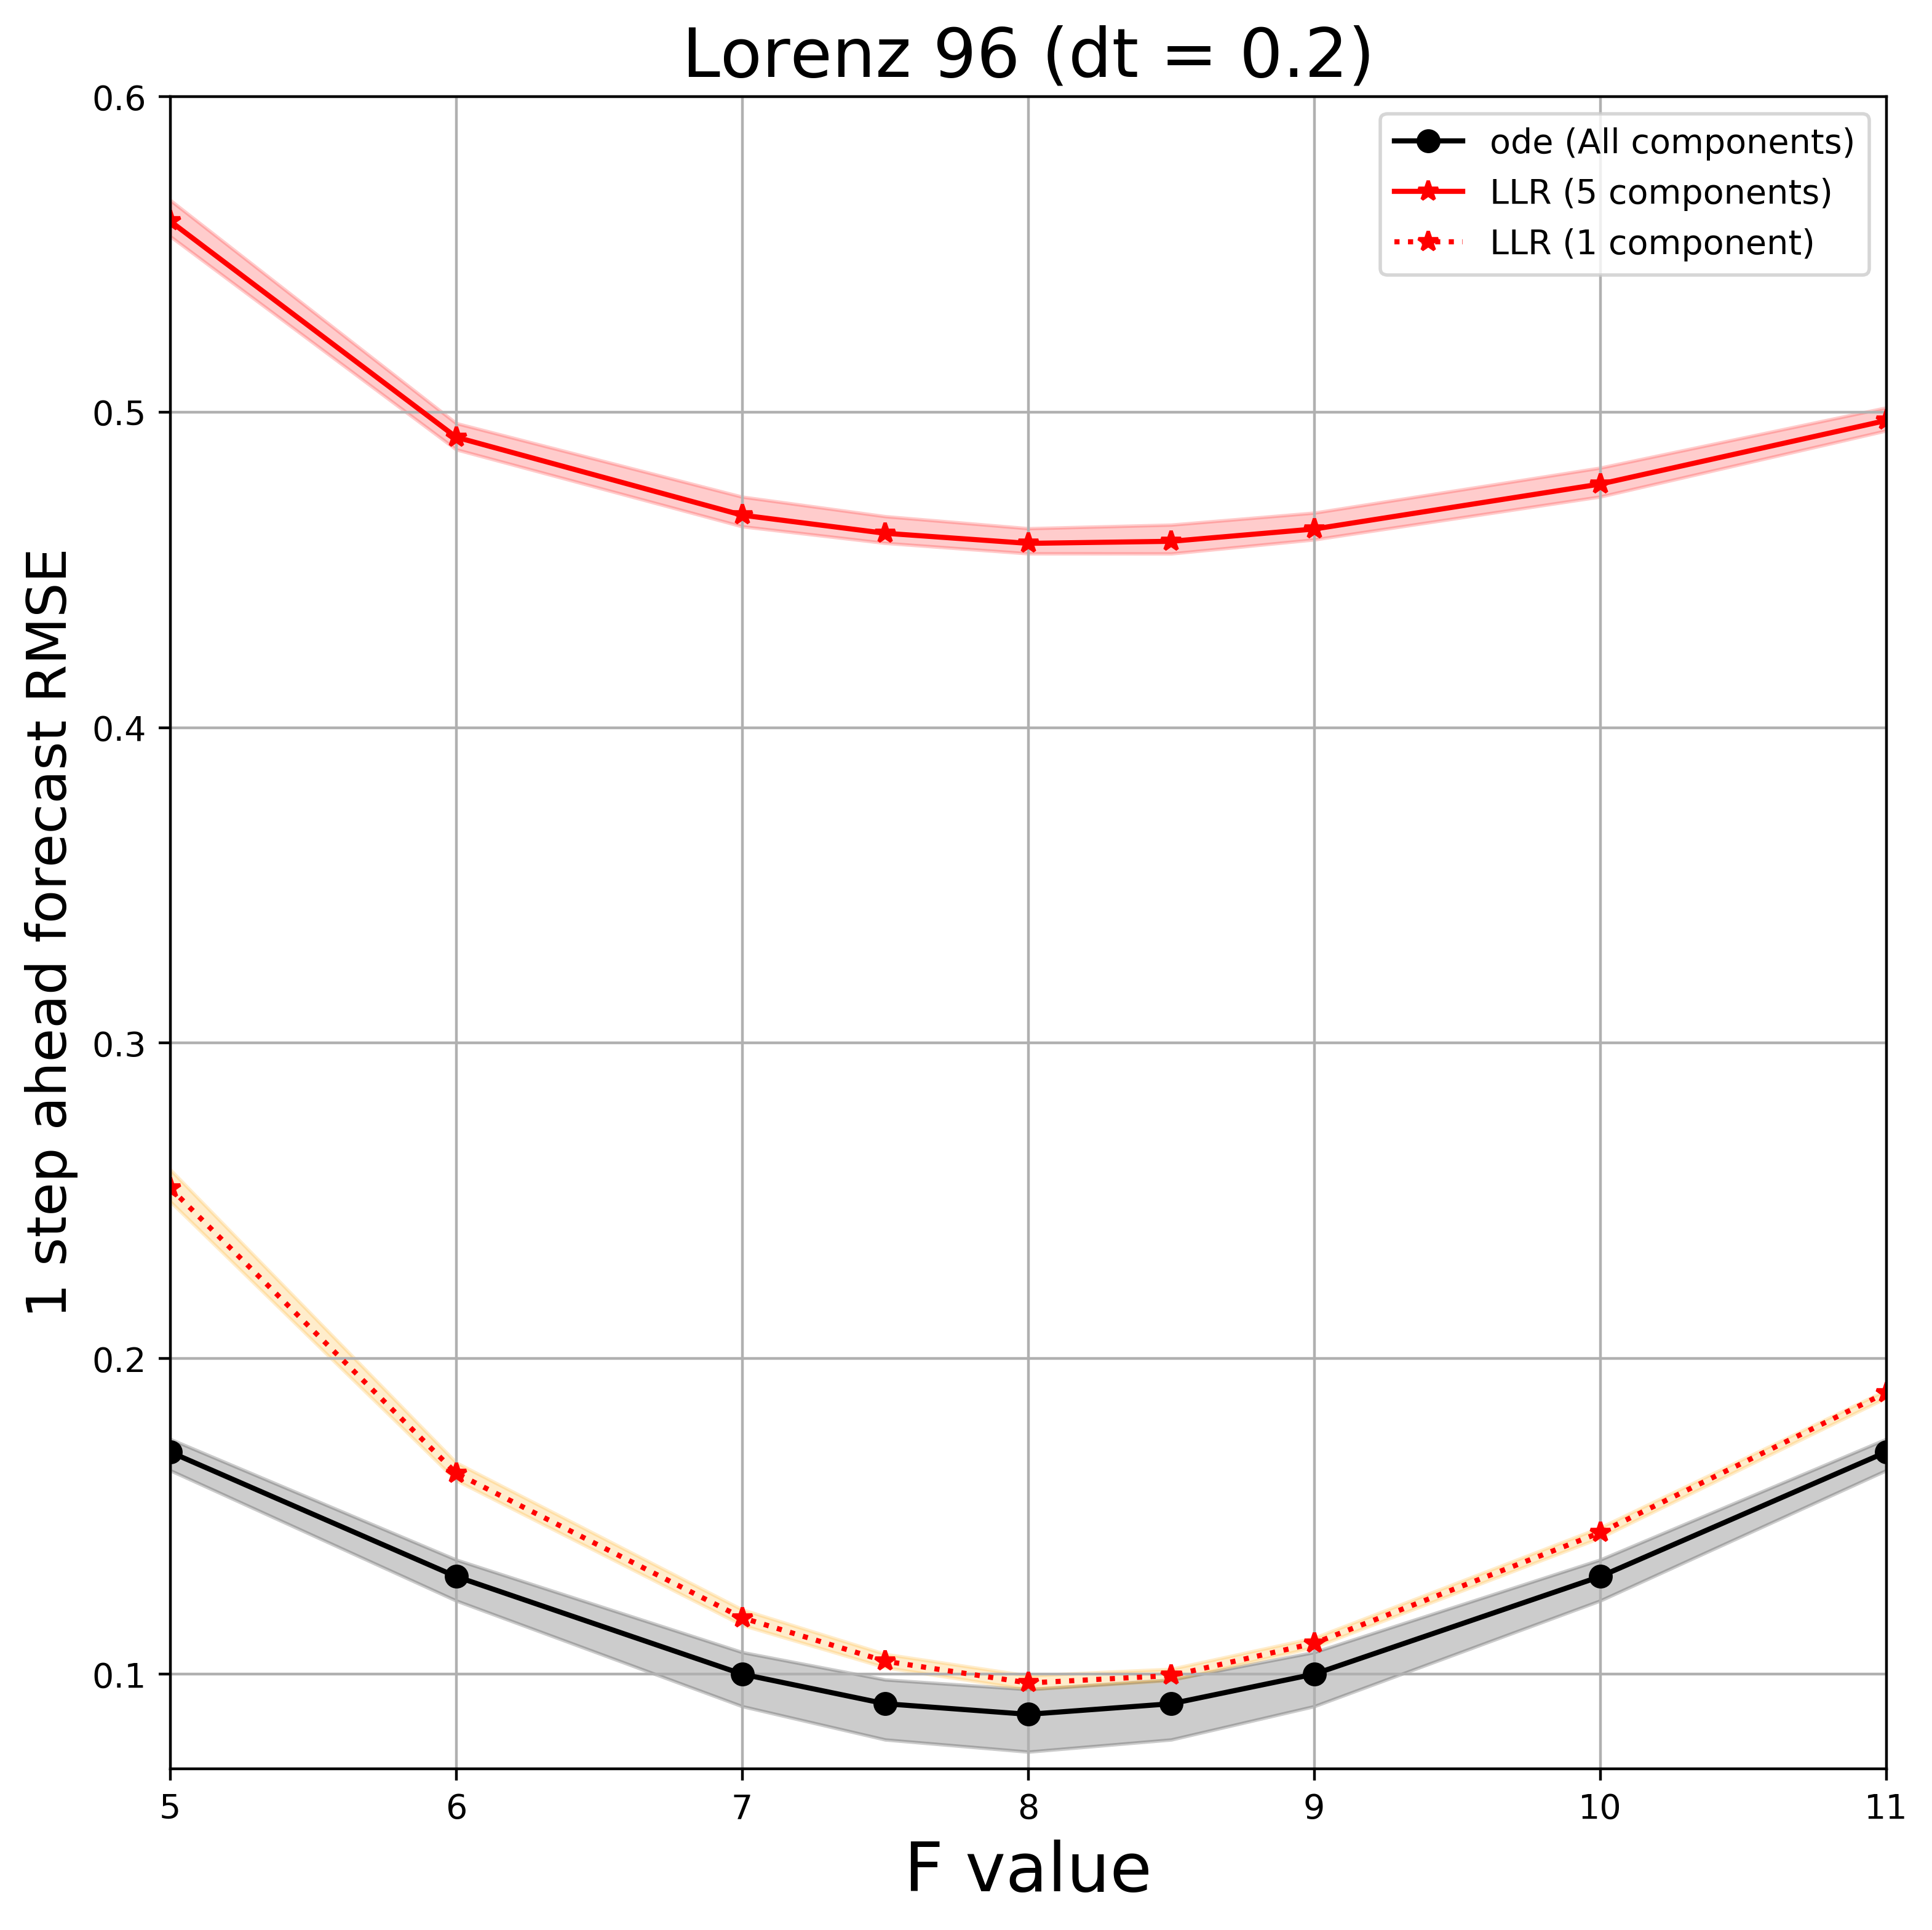 Lorenz 96 (dt = 0.2)
ode (All components)
LLR (5 components)
LLR (1 component)
1 step ahead forecast RMSE
0.6
0.5
0.4
0.3
0.2
0.1
5 6 7 8 9 10 11
F value